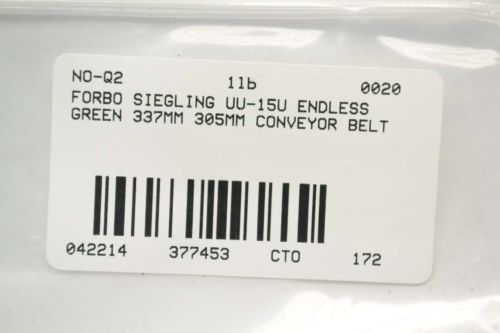 NO-Q2 1lb 0020
FORBO SIEGLING UU-15U ENDLESS
GREEN 337MM 305MM CONVEYOR BELT
042214 377453 CTO 172